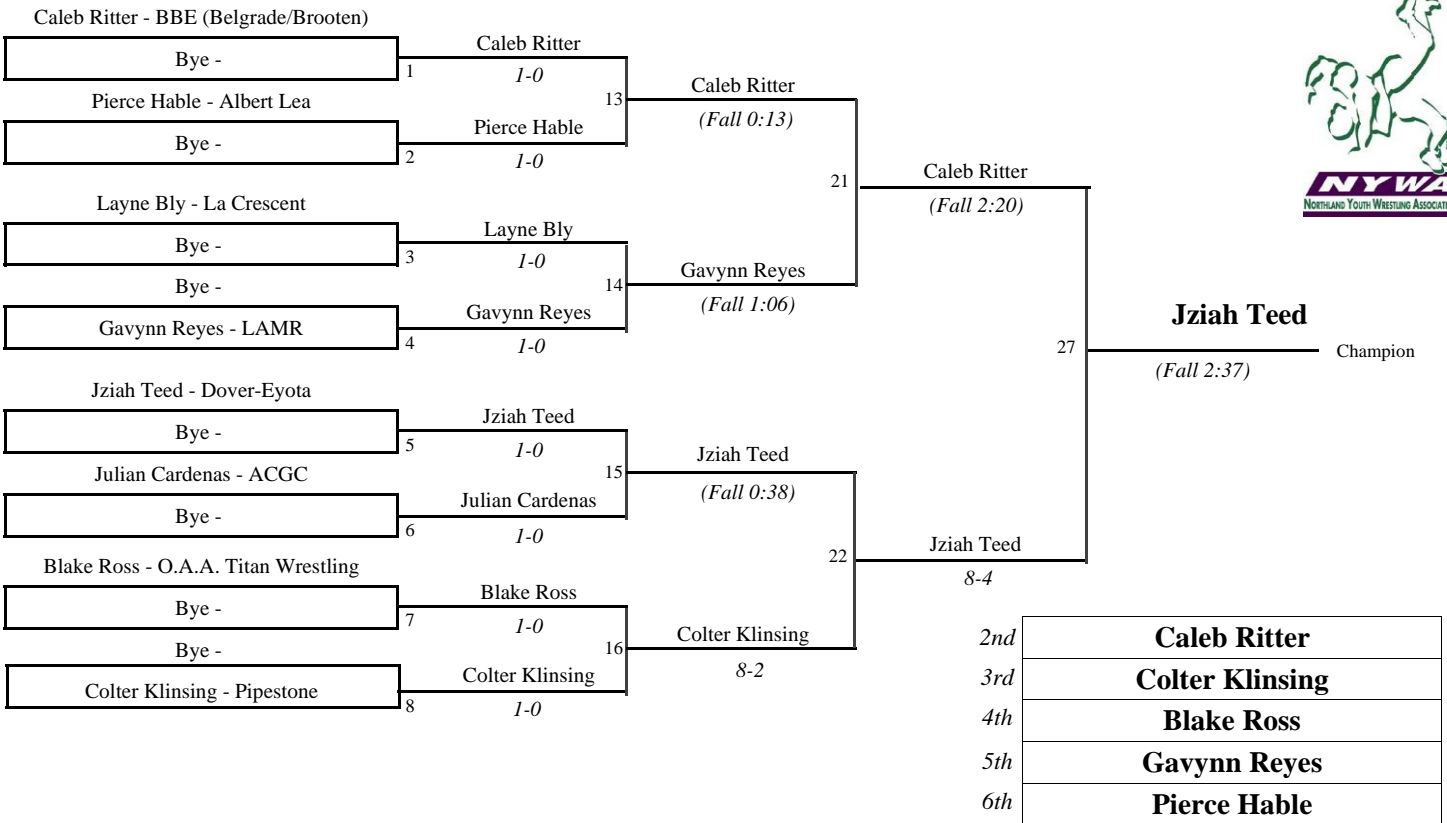 Caleb Ritter - BBE (Belgrade/Brooten)
Bye -
1
Pierce Hable - Albert Lea
Bye -
2
Layne Bly - La Crescent
Bye -
3
Bye -
Gavynn Reyes - LAMR
4
Jziah Teed - Dover-Eyota
Bye -
5
Julian Cardenas - ACGC
Bye -
6
Blake Ross - O.A.A. Titan Wrestling
Bye -
7
Bye -
Colter Klinsing - Pipestone
8
Caleb Ritter
1-0
13
Pierce Hable
1-0
Layne Bly
1-0
14
Gavynn Reyes
1-0
Jziah Teed
1-0
15
Julian Cardenas
1-0
Blake Ross
1-0
16
Colter Klinsing
1-0
Caleb Ritter
(Fall 0:13)
21
Gavynn Reyes
(Fall 1:06)
Jziah Teed
(Fall 0:38)
22
Colter Klinsing
8-2
Caleb Ritter
(Fall 2:20)
27
Jziah Teed
8-4
Jziah Teed
Champion
(Fall 2:37)
NYWA
NORTHLAND YOUTH WRESTLING
2nd Caleb Ritter
3rd Colter Klinsing
4th Blake Ross
5th Gavynn Reyes
6th Pierce Hable